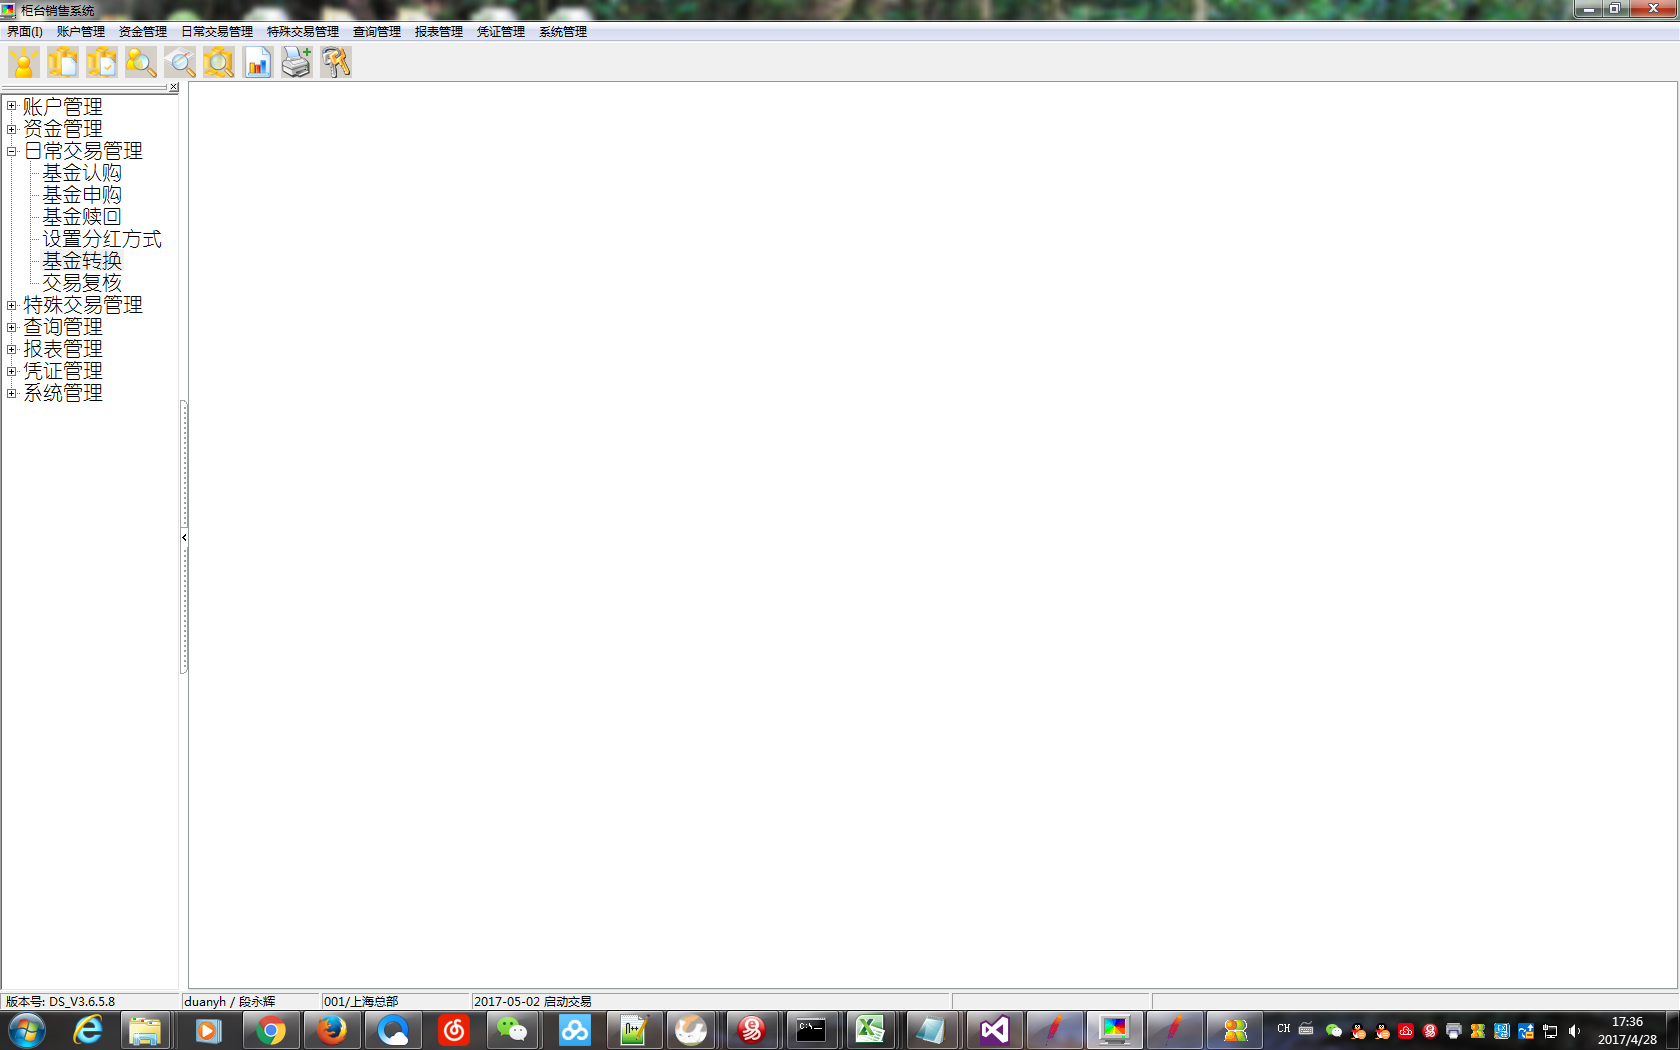 柜台销售系统
界面(I) 账户管理 资金管理 日常交易管理 特殊交易管理 查询管理 报表管理 凭证管理 系统管理
账户管理
资金管理
日常交易管理
基金认购
基金申购
基金赎回
设置分红方式
基金转换
交易复核
特殊交易管理
查询管理
报表管理
凭证管理
系统管理
版本号: DS_V3.6.5.8 duanyh / 段永辉 001/上海总部 2017-05-02 启动交易
CH 17:36
2017/4/28